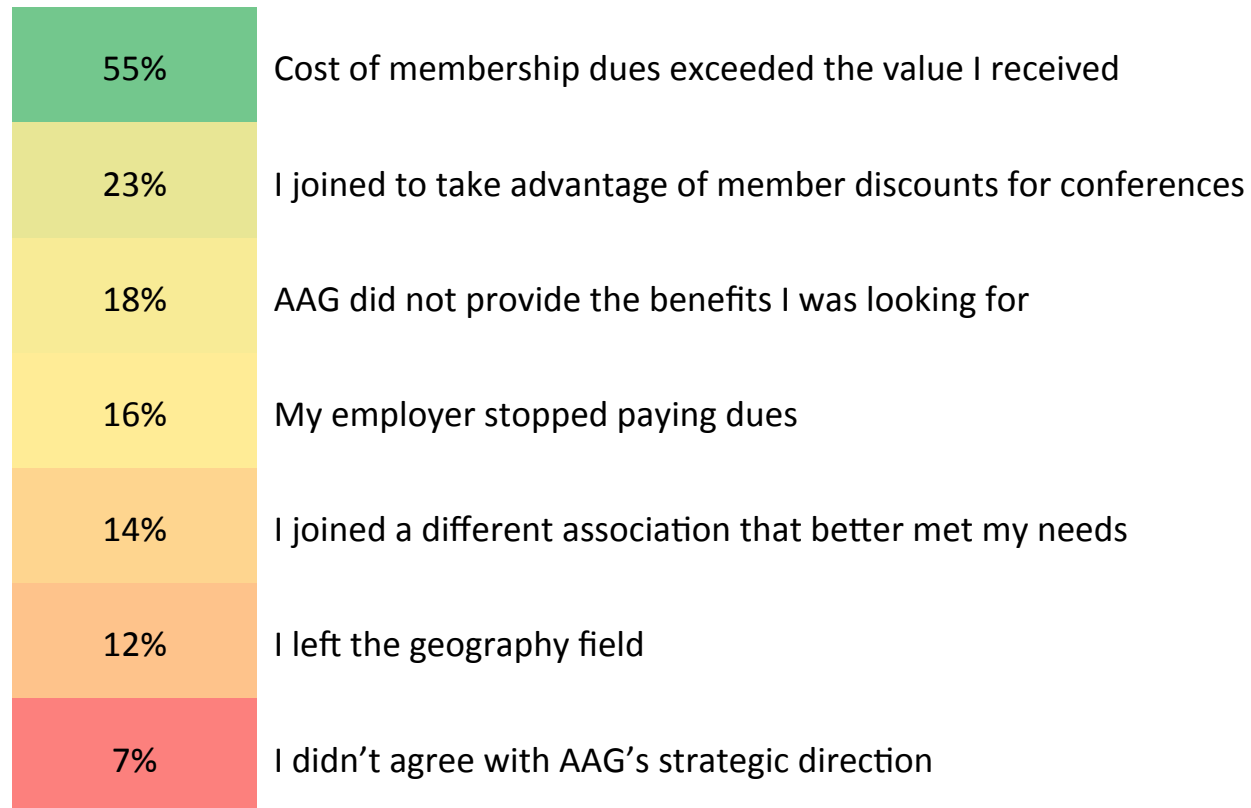 55% Cost of membership dues exceeded the value I received
23% I joined to take advantage of member discounts for conferences
18% AAG did not provide the benefits I was looking for
16% My employer stopped paying dues
14% I joined a different association that better met my needs
12% I left the geography field
7% I didn’t agree with AAG’s strategic direction